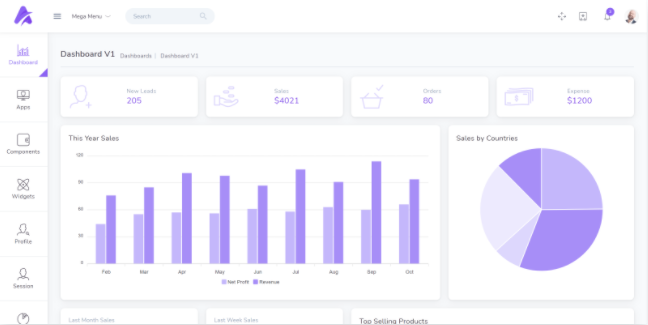 Mega Menu
Search
Dashboard V1 Dashboards | Dashboard V1
Dashboard
Apps
Components
Widgets
Profile
Session
New Leads
205
Sales
$4021
Orders
80
Expense
$1200
This Year Sales
120
90
60
30
0
Feb Mar Apr May Jun Jul Aug Sep Oct
Net Profit Revenue
Sales by Countries
Last Month Sales
Last Week Sales
Top Selling Products